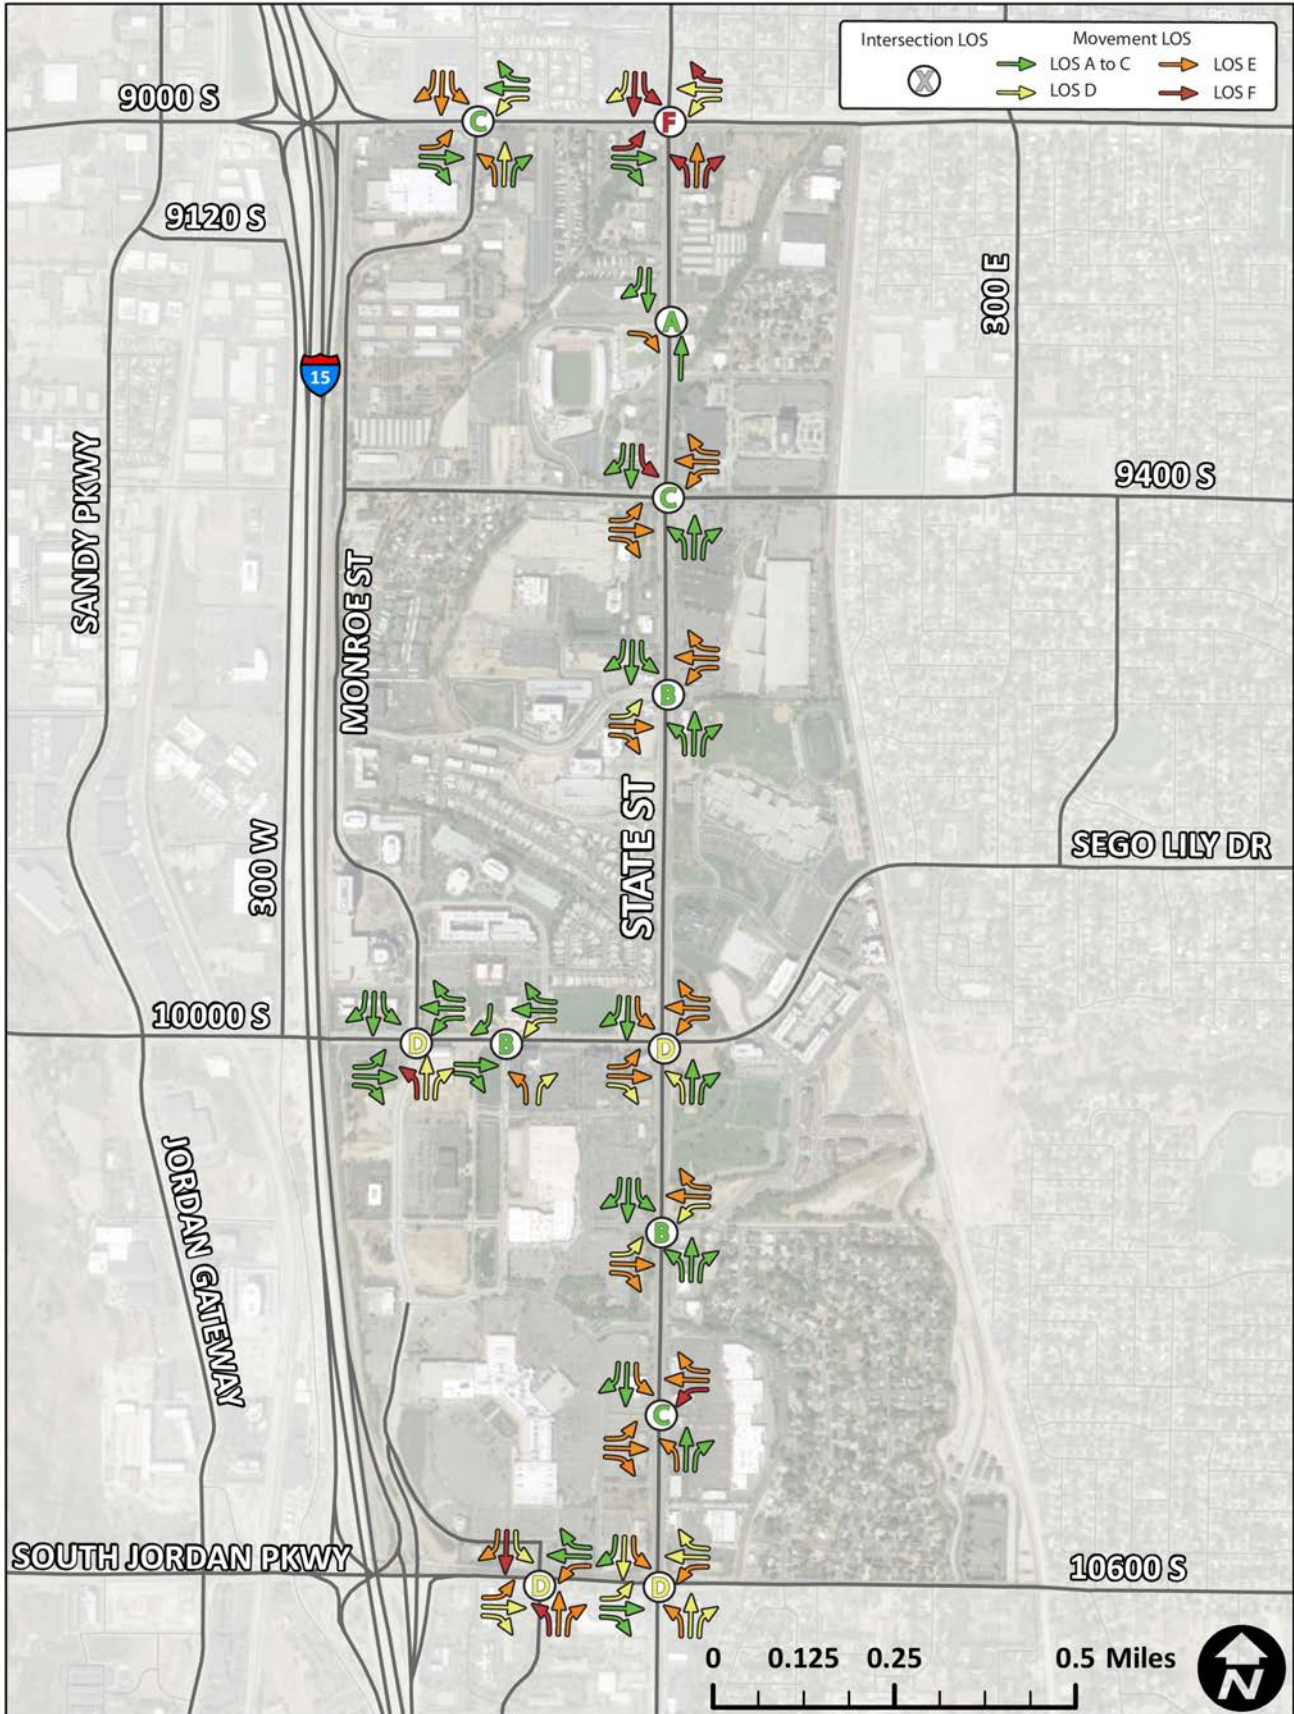 Intersection LOS
Movement LOS
X
LOS A to C
LOS E
LOS D
LOS F
9000 S
C
F
9120 S
300 E
A
15
SANDY PKWY
9400 S
C
MONROE ST
B
STATE ST
300 W
SEGO LILY DR
10000 S
D
B
D
JORDAN GATEWAY
B
C
SOUTH JORDAN PKWY
D
D
10600 S
0 0.125 0.25 0.5 Miles
N